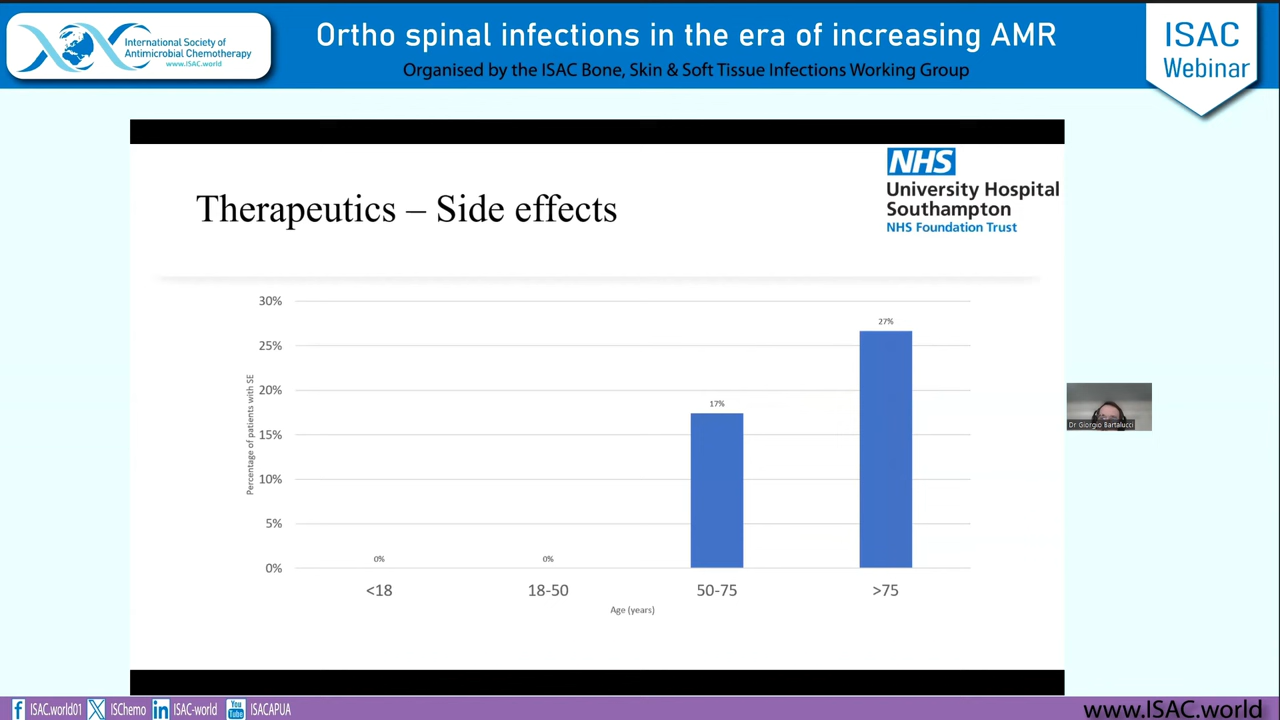 International Society of
Antimicrobial Chemotherapy
www.ISAC.world
Ortho spinal infections in the era of increasing AMR
Organised by the ISAC Bone, Skin & Soft Tissue Infections Working Group
ISAC
Webinar
NHS
University Hospital
Southampton
NHS Foundation Trust
Therapeutics – Side effects
Percentage of patients with SE
30%
25%
20%
15%
10%
5%
0%
0%
0%
17%
27%
<18
18-50
50-75
>75
Age (years)
Dr Giorgio Bartalucci
ISAC.world01
ISChemo
ISAC-world
You
Tube
ISACAPUA
www.ISAC.world